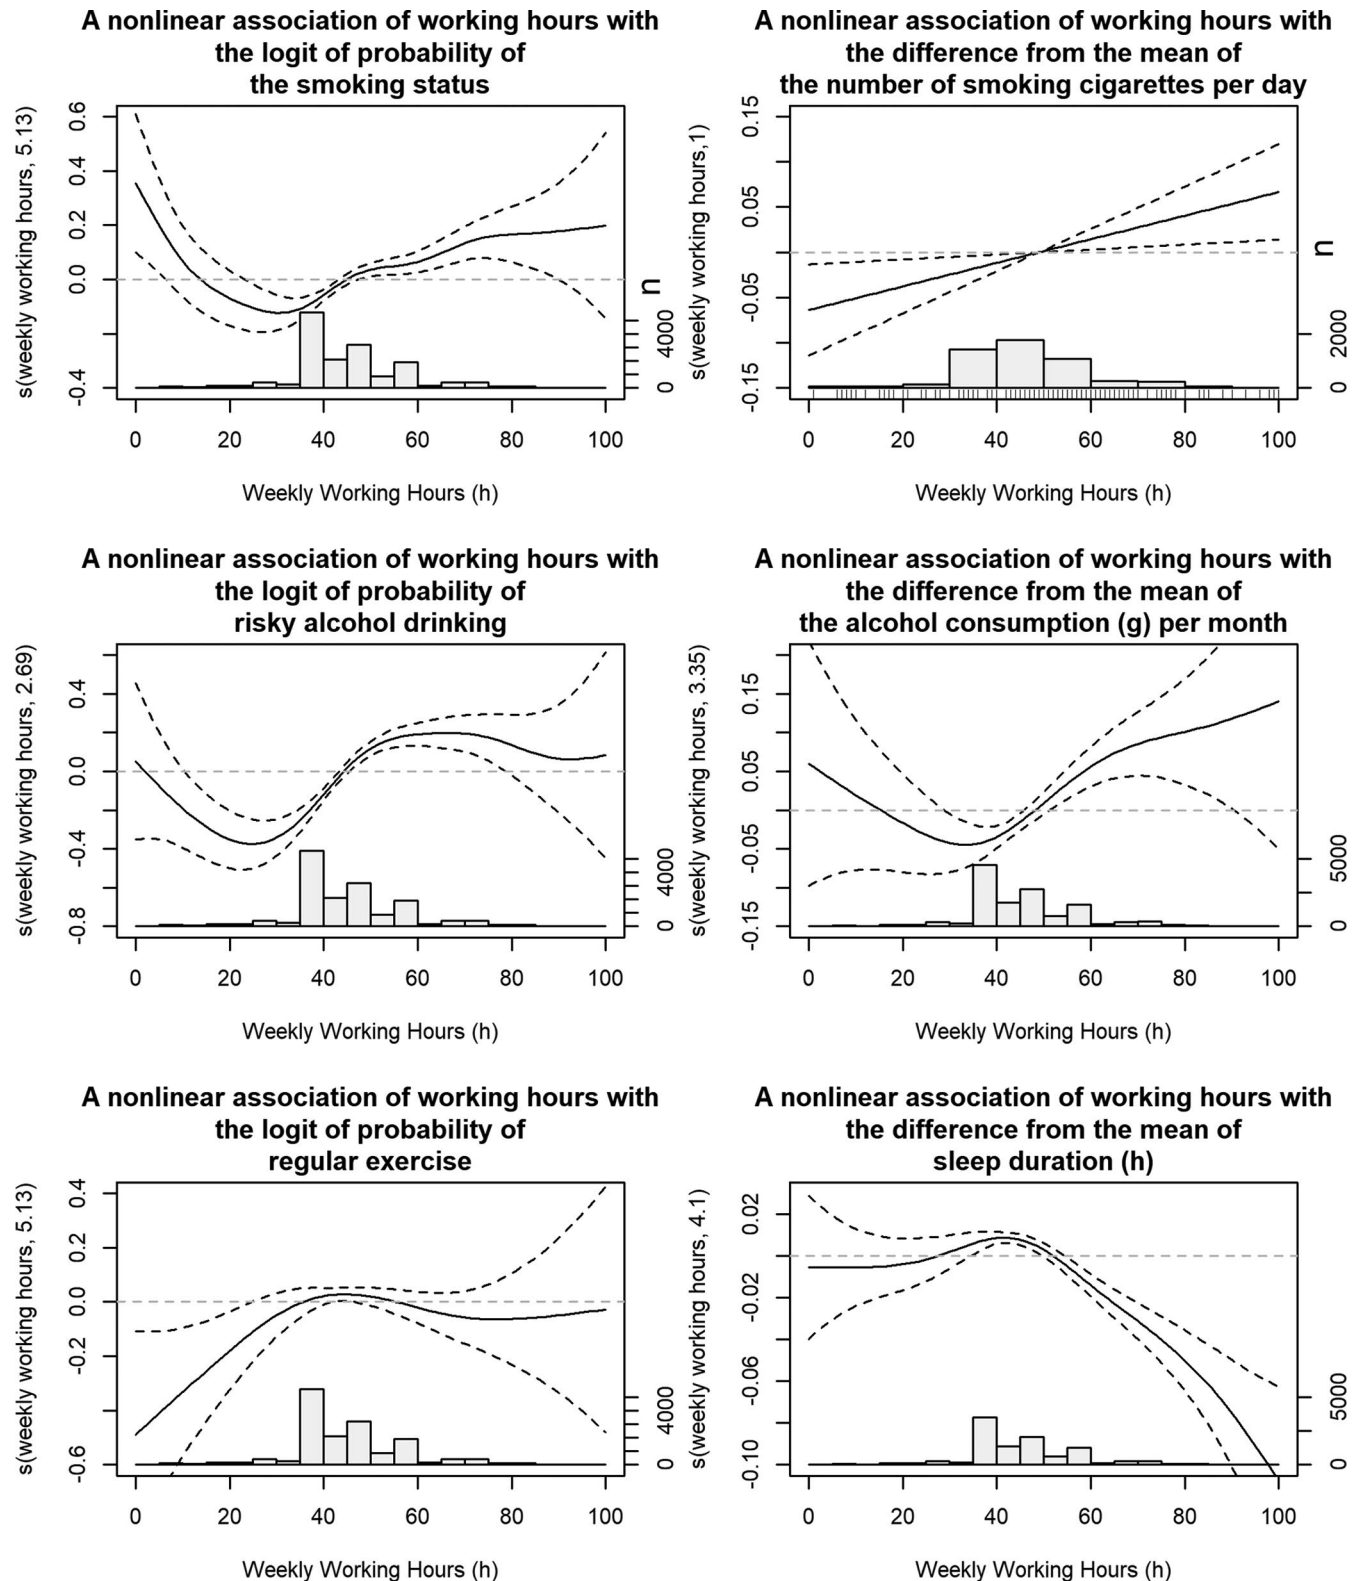 A nonlinear association of working hours with
the logit of probability of
the smoking status
s(weekly working hours, 5.13)
0.6
0.4
0.2
0.0
-0.4
n
4000
0
0 20 40 60 80 100
Weekly Working Hours (h)
A nonlinear association of working hours with
the difference from the mean of
the number of smoking cigarettes per day
s(weekly working hours,1)
0.15
0.05
-0.05
-0.15
n
2000
0
0 20 40 60 80 100
Weekly Working Hours (h)
A nonlinear association of working hours with
the logit of probability of
risky alcohol drinking
s(weekly working hours, 2.69)
0.4
0.0
-0.4
-0.8
4000
0
0 20 40 60 80 100
Weekly Working Hours (h)
A nonlinear association of working hours with
the difference from the mean of
the alcohol consumption (g) per month
s(weekly working hours, 3.35)
0.15
0.05
-0.05
-0.15
5000
0
0 20 40 60 80 100
Weekly Working Hours (h)
A nonlinear association of working hours with
the logit of probability of
regular exercise
s(weekly working hours, 5.13)
0.4
0.2
0.0
-0.2
-0.6
4000
0
0 20 40 60 80 100
Weekly Working Hours (h)
A nonlinear association of working hours with
the difference from the mean of
sleep duration (h)
s(weekly working hours, 4.1)
0.02
-0.02
-0.06
-0.10
5000
0
0 20 40 60 80 100
Weekly Working Hours (h)